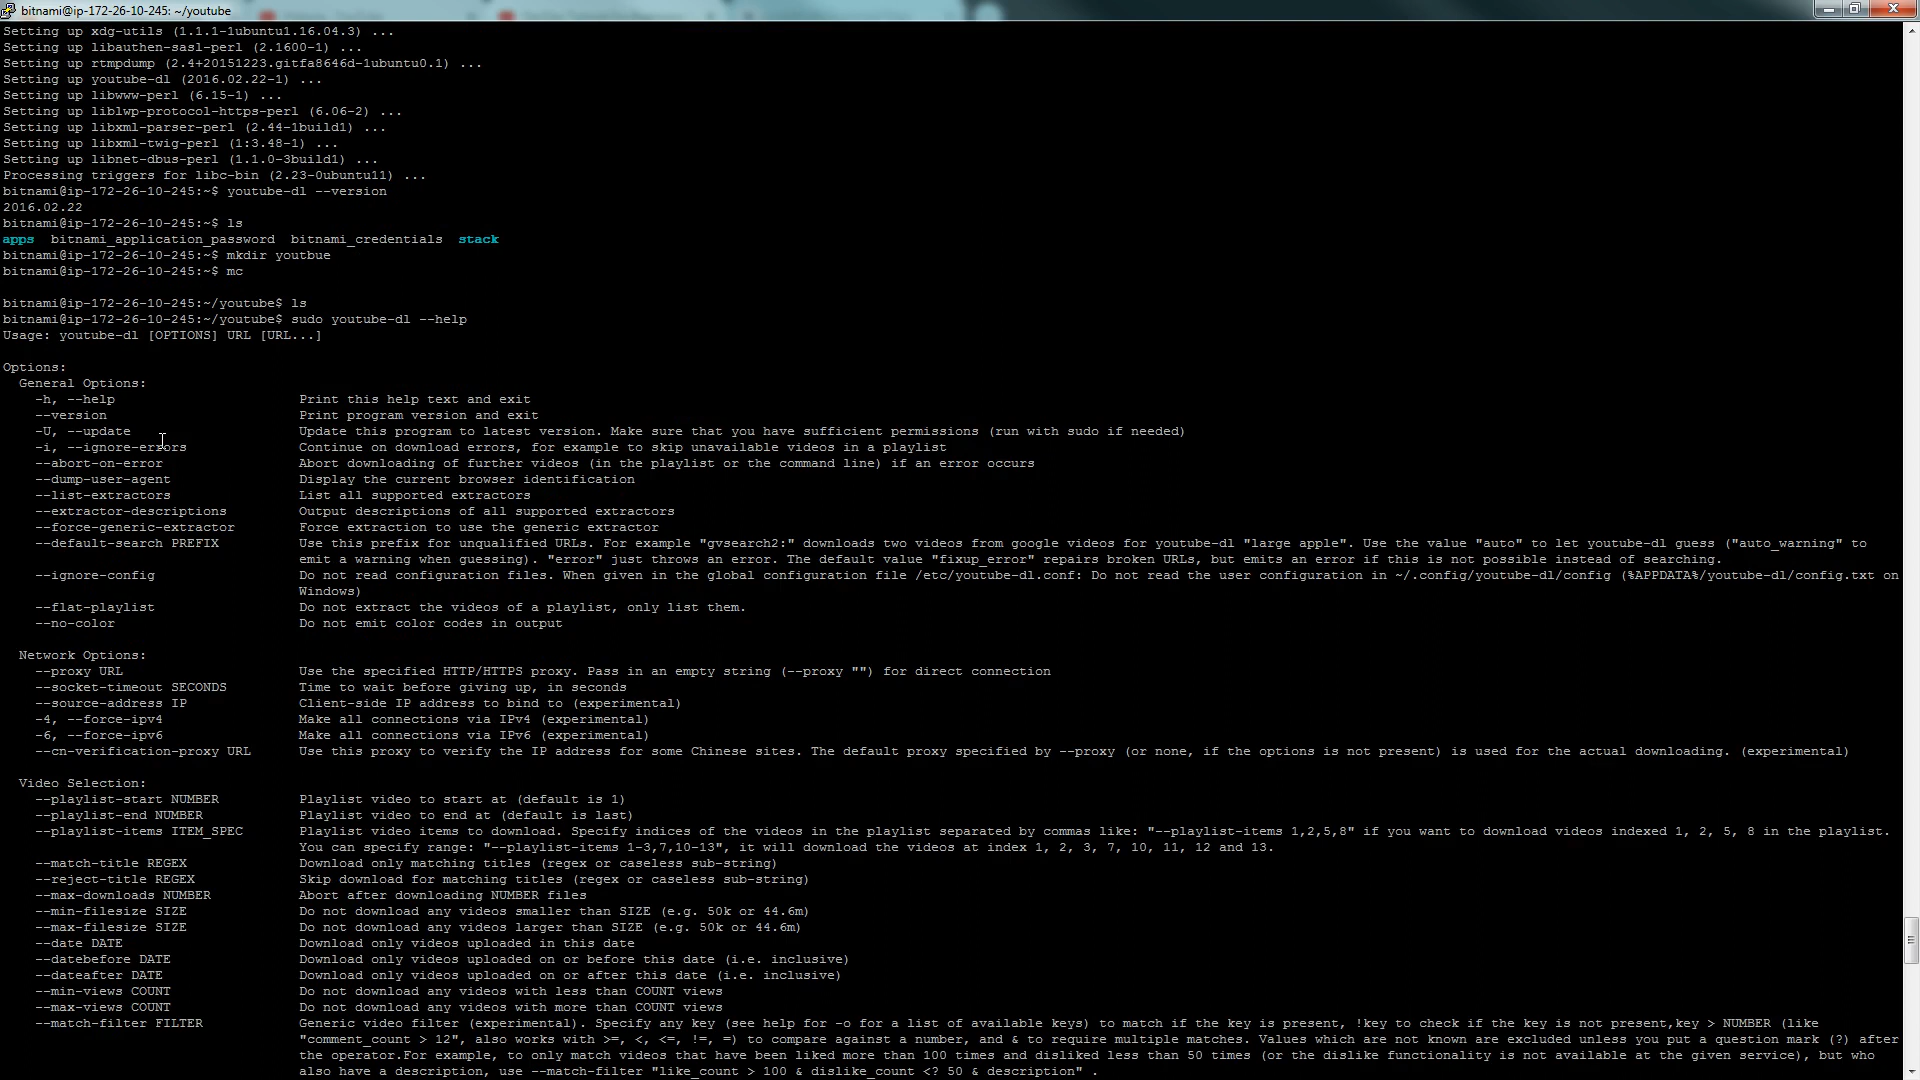 bitnami@ip-172-26-10-245: ~/youtube
Setting up xdg-utils (1.1.1-1ubuntu1.16.04.3) ...
Setting up libauthen-sasl-perl (2.1600-1) ...
Setting up rtmpdump (2.4+20151223.gitfa8646d-1ubuntu0.1) ...
Setting up youtube-dl (2016.02.22-1) ...
Setting up libwww-perl (6.15-1) ...
Setting up liblwp-protocol-https-perl (6.06-2) ...
Setting up libxml-parser-perl (2.44-1build1) ...
Setting up libxml-twig-perl (1:3.48-1) ...
Setting up libnet-dbus-perl (1.1.0-3build1) ...
Processing triggers for libc-bin (2.23-0ubuntu11) ...
bitnami@ip-172-26-10-245:~$ youtube-dl --version
2016.02.22
bitnami@ip-172-26-10-245:~$ ls
apps  bitnami_application_password  bitnami_credentials  stack
bitnami@ip-172-26-10-245:~$ mkdir youtbue
bitnami@ip-172-26-10-245:~$ mc
bitnami@ip-172-26-10-245:~/youtube$ ls
bitnami@ip-172-26-10-245:~/youtube$ sudo youtube-dl --help
Usage: youtube-dl [OPTIONS] URL [URL...]
Options:
General Options:
-h, --help Print this help text and exit
--version Print program version and exit
-U, --update Update this program to latest version. Make sure that you have sufficient permissions (run with sudo if needed)
-i, --ignore-errors Continue on download errors, for example to skip unavailable videos in a playlist
--abort-on-error Abort downloading of further videos (in the playlist or the command line) if an error occurs
--dump-user-agent Display the current browser identification
--list-extractors List all supported extractors
--extractor-descriptions Output descriptions of all supported extractors
--force-generic-extractor Force extraction to use the generic extractor
--default-search PREFIX Use this prefix for unqualified URLs. For example "gvsearch2:" downloads two videos from google videos for youtube-dl "large apple". Use the value "auto" to let youtube-dl guess ("auto_warning" to
emit a warning when guessing). "error" just throws an error. The default value "fixup_error" repairs broken URLs, but emits an error if this is not possible instead of searching.
--ignore-config Do not read configuration files. When given in the global configuration file /etc/youtube-dl.conf: Do not read the user configuration in ~/.config/youtube-dl/config (%APPDATA%/youtube-dl/config.txt on
Windows)
--flat-playlist Do not extract the videos of a playlist, only list them.
--no-color Do not emit color codes in output
Network Options:
--proxy URL Use the specified HTTP/HTTPS proxy. Pass in an empty string (--proxy "") for direct connection
--socket-timeout SECONDS Time to wait before giving up, in seconds
--source-address IP Client-side IP address to bind to (experimental)
-4, --force-ipv4 Make all connections via IPv4 (experimental)
-6, --force-ipv6 Make all connections via IPv6 (experimental)
--cn-verification-proxy URL Use this proxy to verify the IP address for some Chinese sites. The default proxy specified by --proxy (or none, if the options is not present) is used for the actual downloading. (experimental)
Video Selection:
--playlist-start NUMBER Playlist video to start at (default is 1)
--playlist-end NUMBER Playlist video to end at (default is last)
--playlist-items ITEM_SPEC Playlist video items to download. Specify indices of the videos in the playlist separated by commas like: "--playlist-items 1,2,5,8" if you want to download videos indexed 1, 2, 5, 8 in the playlist.
You can specify range: "--playlist-items 1-3,7,10-13", it will download the videos at index 1, 2, 3, 7, 10, 11, 12 and 13.
--match-title REGEX Download only matching titles (regex or caseless sub-string)
--reject-title REGEX Skip download for matching titles (regex or caseless sub-string)
--max-downloads NUMBER Abort after downloading NUMBER files
--min-filesize SIZE Do not download any videos smaller than SIZE (e.g. 50k or 44.6m)
--max-filesize SIZE Do not download any videos larger than SIZE (e.g. 50k or 44.6m)
--date DATE Download only videos uploaded in this date
--datebefore DATE Download only videos uploaded on or before this date (i.e. inclusive)
--dateafter DATE Download only videos uploaded on or after this date (i.e. inclusive)
--min-views COUNT Do not download any videos with less than COUNT views
--max-views COUNT Do not download any videos with more than COUNT views
--match-filter FILTER Generic video filter (experimental). Specify any key (see help for -o for a list of available keys) to match if the key is present, !key to check if the key is not present,key > NUMBER (like
"comment_count > 12", also works with >=, <, <=, !=, =) to compare against a number, and & to require multiple matches. Values which are not known are excluded unless you put a question mark (?) after
the operator.For example, to only match videos that have been liked more than 100 times and disliked less than 50 times (or the dislike functionality is not available at the given service), but who
also have a description, use --match-filter "like_count > 100 & dislike_count <? 50 & description" .